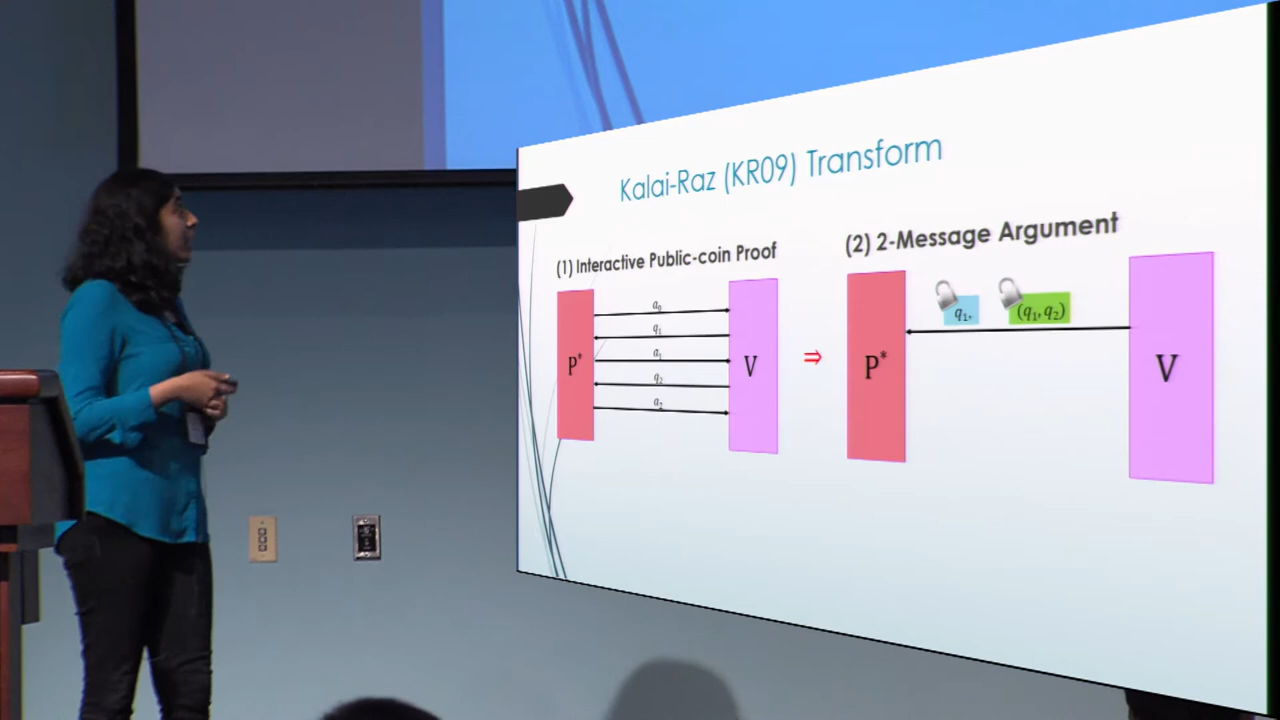 Kalai-Raz (KR09) Transform
(1) Interactive Public-coin Proof
(2) 2-Message Argument
a₀
q₁
a₁
q₂
a₂
P*
V
⇒
q₁,
(q₁, q₂)
P*
V